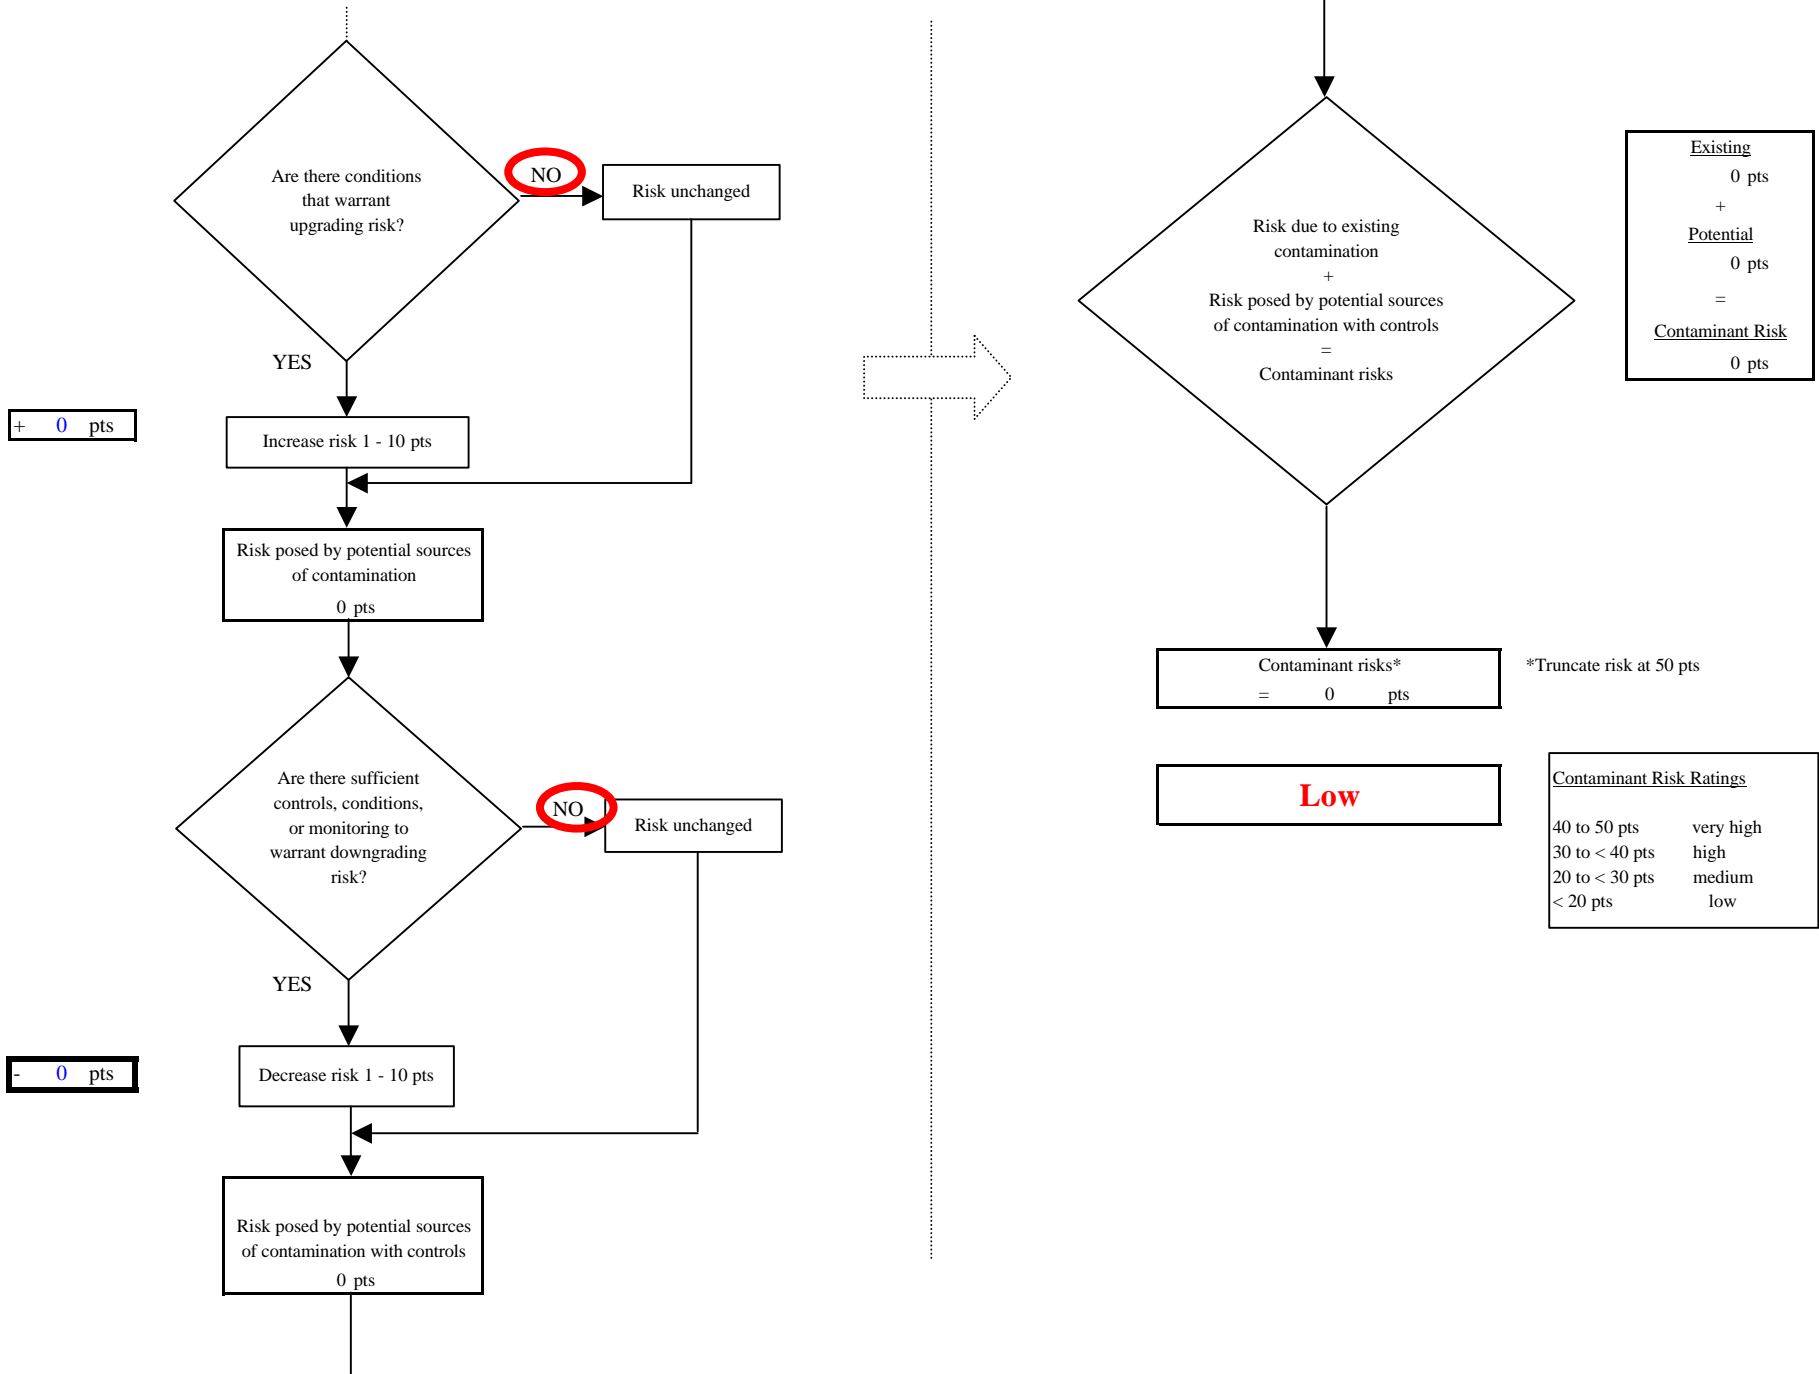 Are there conditions
that warrant
upgrading risk?
NO
Risk unchanged
YES
+ 0 pts
Increase risk 1 - 10 pts
Risk posed by potential sources
of contamination
0 pts
Are there sufficient
controls, conditions,
or monitoring to
warrant downgrading
risk?
NO
Risk unchanged
YES
- 0 pts
Decrease risk 1 - 10 pts
Risk posed by potential sources
of contamination with controls
0 pts
Risk due to existing
contamination
+
Risk posed by potential sources
of contamination with controls
=
Contaminant risks
Existing
0 pts
+
Potential
0 pts
=
Contaminant Risk
0 pts
Contaminant risks*
= 0 pts
*Truncate risk at 50 pts
Low
Contaminant Risk Ratings
40 to 50 pts very high
30 to < 40 pts high
20 to < 30 pts medium
< 20 pts low